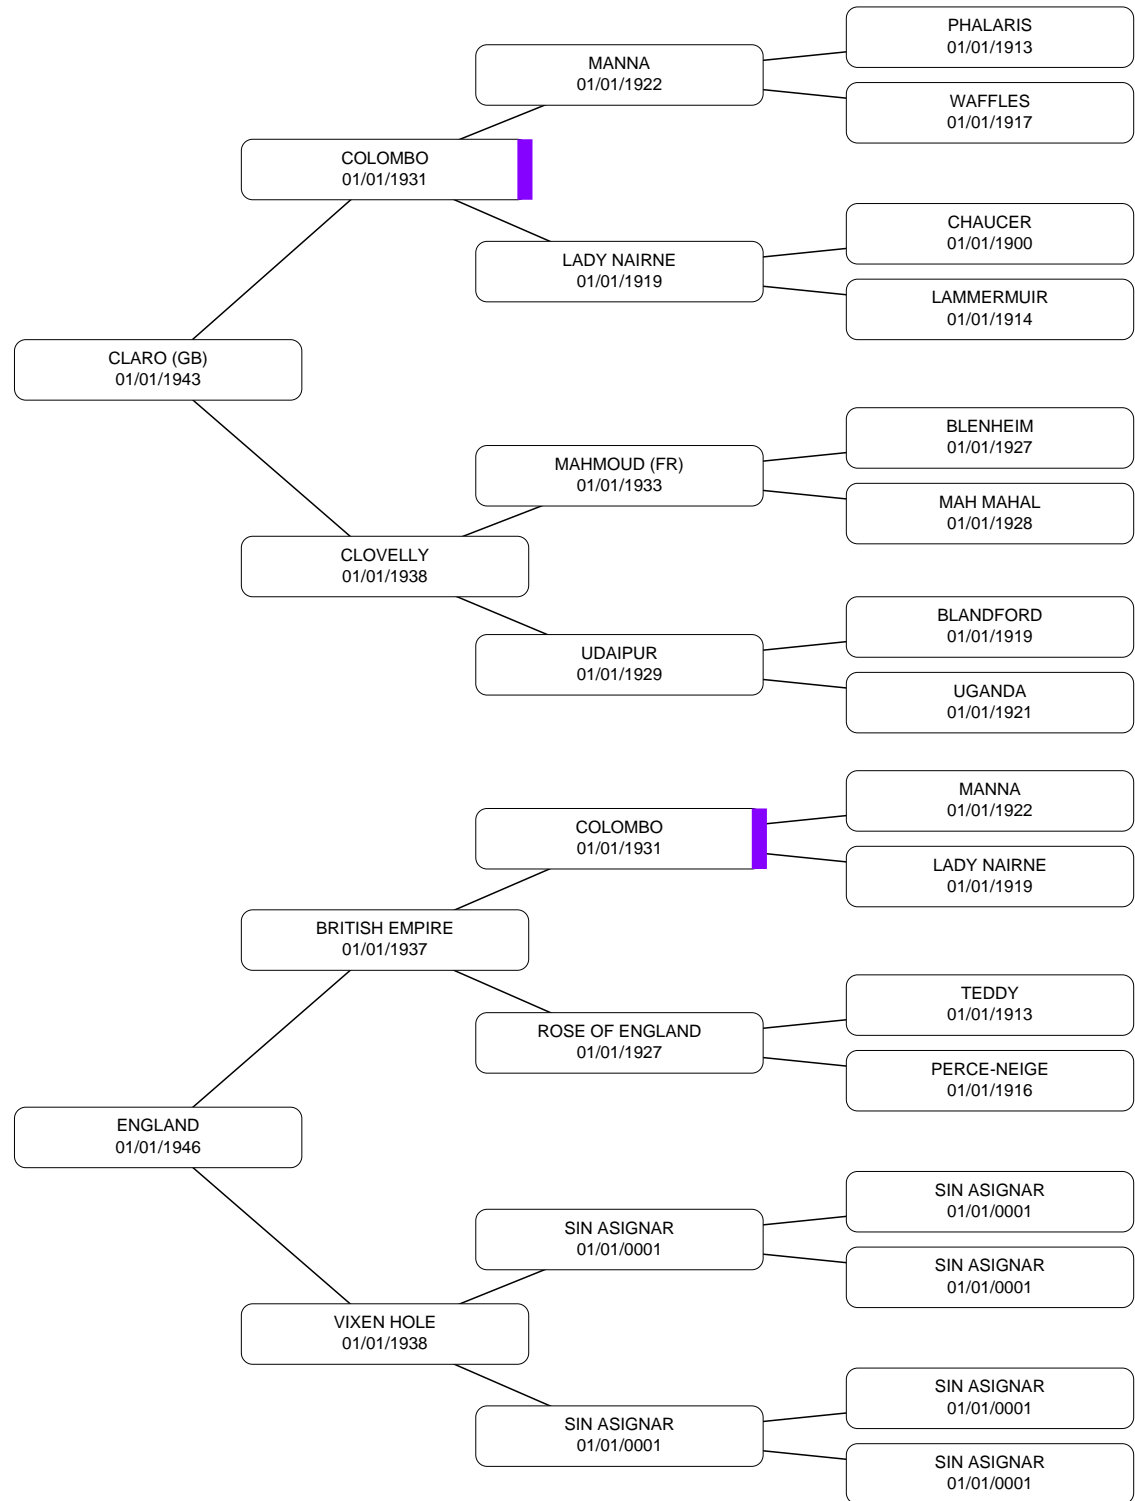 PHALARIS
01/01/1913
MANNA
01/01/1922
WAFFLES
01/01/1917
COLOMBO
01/01/1931
CHAUCER
01/01/1900
LADY NAIRNE
01/01/1919
LAMMERMUIR
01/01/1914
CLARO (GB)
01/01/1943
BLENHEIM
01/01/1927
MAHMOUD (FR)
01/01/1933
MAH MAHAL
01/01/1928
CLOVELLY
01/01/1938
BLANDFORD
01/01/1919
UDAIPUR
01/01/1929
UGANDA
01/01/1921
MANNA
01/01/1922
COLOMBO
01/01/1931
LADY NAIRNE
01/01/1919
BRITISH EMPIRE
01/01/1937
TEDDY
01/01/1913
ROSE OF ENGLAND
01/01/1927
PERCE-NEIGE
01/01/1916
ENGLAND
01/01/1946
SIN ASIGNAR
01/01/0001
SIN ASIGNAR
01/01/0001
SIN ASIGNAR
01/01/0001
VIXEN HOLE
01/01/1938
SIN ASIGNAR
01/01/0001
SIN ASIGNAR
01/01/0001
SIN ASIGNAR
01/01/0001